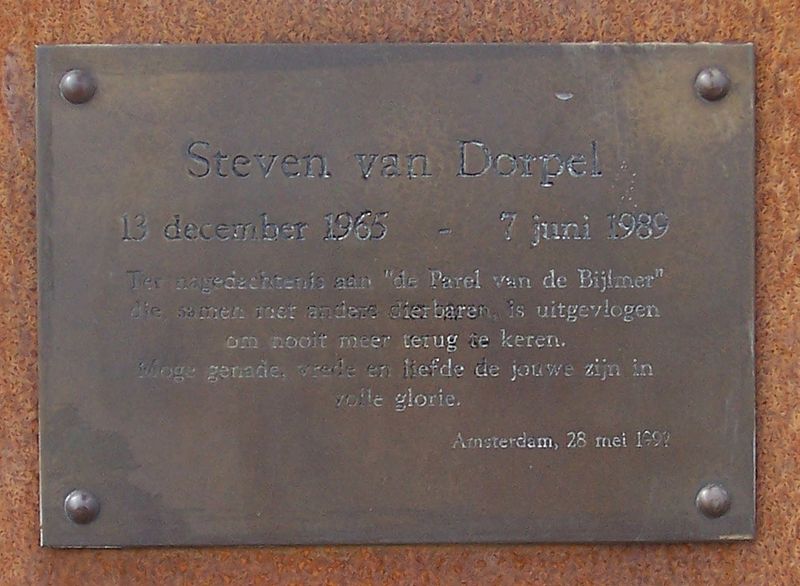 Steven van Dorpel
13 december 1965 - 7 juni 1989
Ter nagedachtenis aan "de Parel van de Bijlmer"
die, samen met andere dierbaren, is uitgevlogen
om nooit meer terug te keren.
Moge genade, vrede en liefde de jouwe zijn in
volle glorie.
Amsterdam, 28 mei